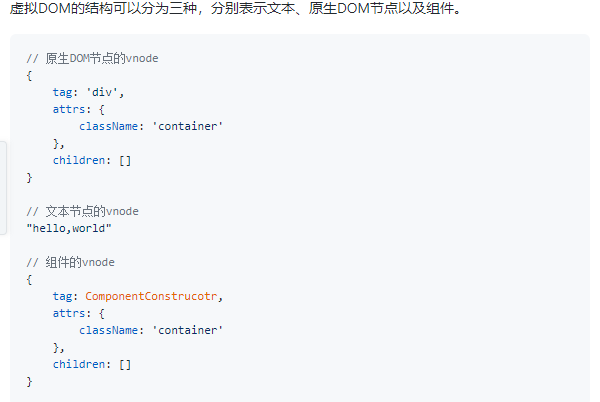 虚拟DOM的结构可以分为三种，分别表示文本、原生DOM节点以及组件。
// 原生DOM节点的vnode
{
    tag: 'div',
    attrs: {
        className: 'container'
    },
    children: []
}
// 文本节点的vnode
"hello,world"
// 组件的vnode
{
    tag: ComponentConstrucotr,
    attrs: {
        className: 'container'
    },
    children: []
}